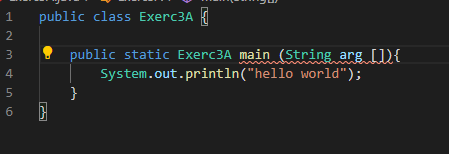 1 public class Exerc3A {
2
3 public static Exerc3A main (String arg []){
4 System.out.println("hello world");
5 }
6 }